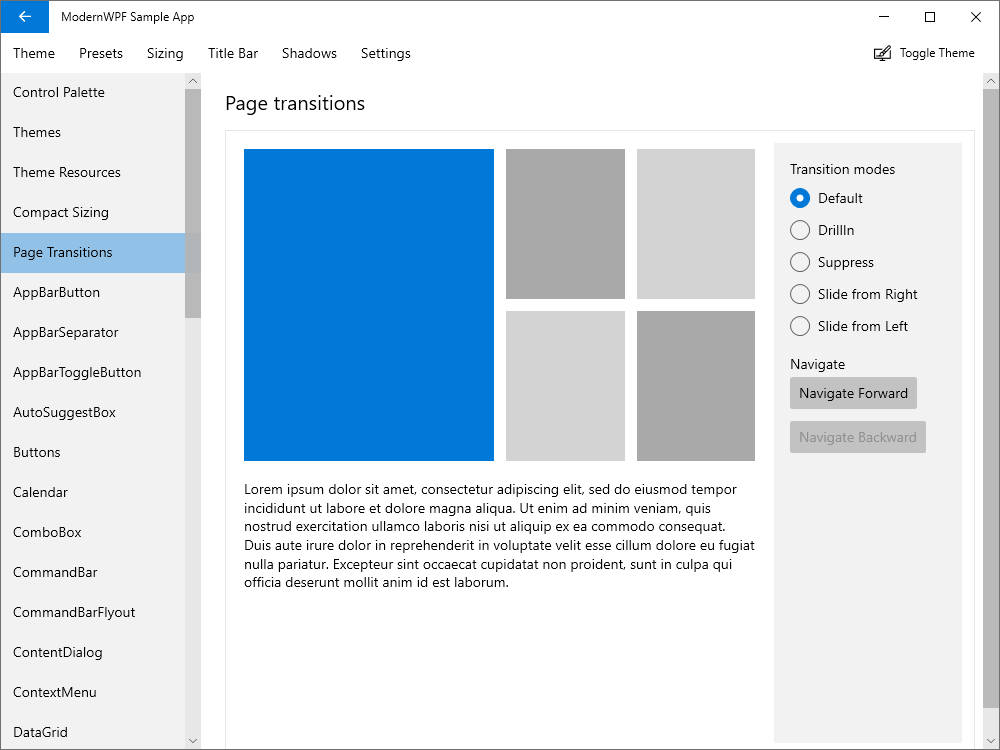 ModernWPF Sample App
Theme Presets Sizing Title Bar Shadows Settings Toggle Theme
Control Palette
Themes
Theme Resources
Compact Sizing
Page Transitions
AppBarButton
AppBarSeparator
AppBarToggleButton
AutoSuggestBox
Buttons
Calendar
ComboBox
CommandBar
CommandBarFlyout
ContentDialog
ContextMenu
DataGrid
Page transitions
Lorem ipsum dolor sit amet, consectetur adipiscing elit, sed do eiusmod tempor
incididunt ut labore et dolore magna aliqua. Ut enim ad minim veniam, quis
nostrud exercitation ullamco laboris nisi ut aliquip ex ea commodo consequat.
Duis aute irure dolor in reprehenderit in voluptate velit esse cillum dolore eu fugiat
nulla pariatur. Excepteur sint occaecat cupidatat non proident, sunt in culpa qui
officia deserunt mollit anim id est laborum.
Transition modes
Default
DrillIn
Suppress
Slide from Right
Slide from Left
Navigate
Navigate Forward
Navigate Backward